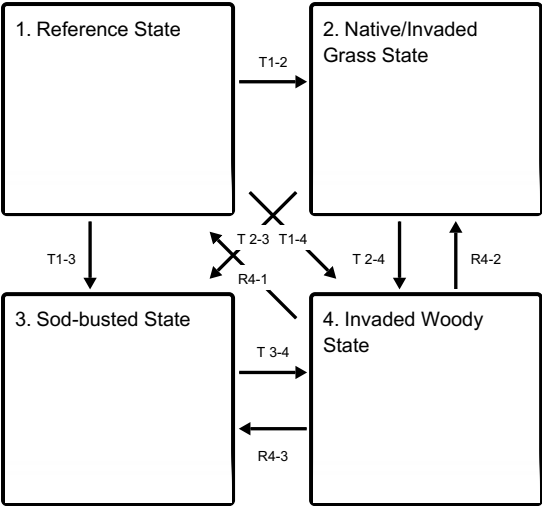 1. Reference State
2. Native/Invaded
Grass State
T1-2
T 2-3 T1-4
T1-3
T 2-4
R4-2
R4-1
3. Sod-busted State
4. Invaded Woody
State
T 3-4
R4-3